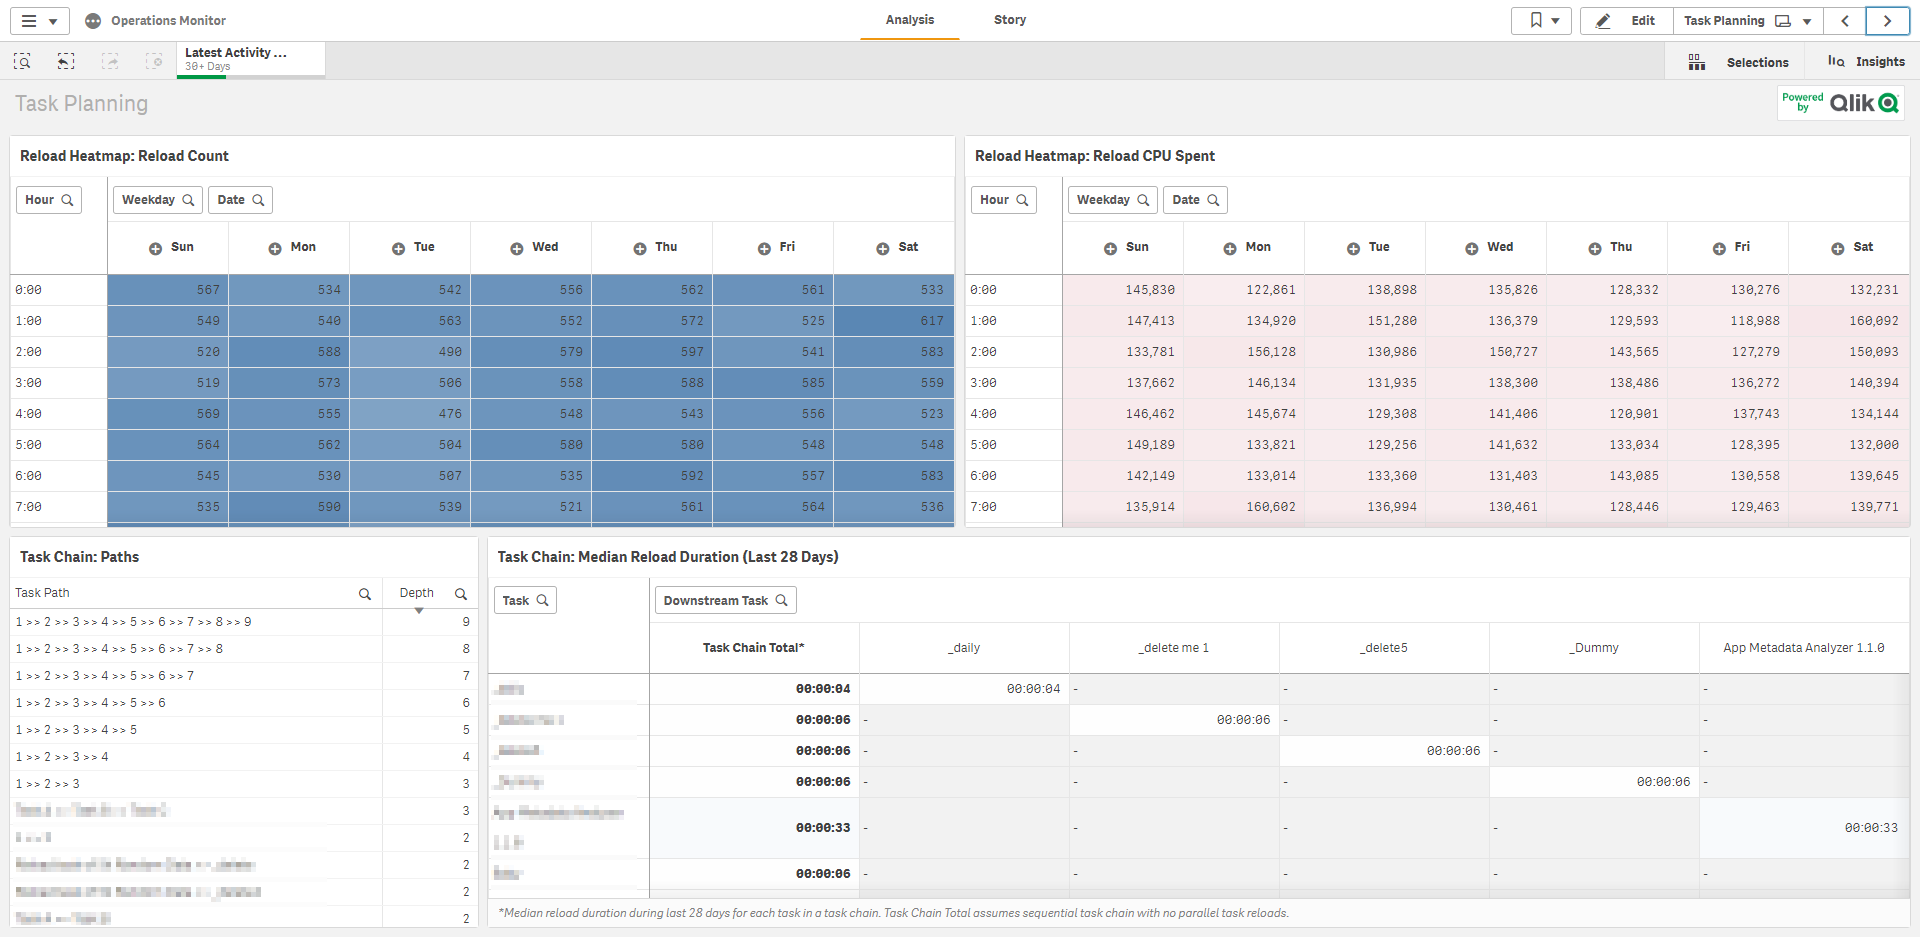 Operations Monitor
Analysis Story
Edit Task Planning
Latest Activity ...
30+ Days
Selections Insights
Task Planning
Powered by Qlik
Reload Heatmap: Reload Count
Hour Weekday Date
Sun Mon Tue Wed Thu Fri Sat
0:00 567 534 542 556 562 561 533
1:00 549 540 563 552 572 525 617
2:00 520 588 490 579 597 541 583
3:00 519 573 506 558 588 585 559
4:00 569 555 476 548 543 556 523
5:00 564 562 504 580 580 548 548
6:00 545 530 507 535 592 557 583
7:00 535 590 539 521 561 564 536
Reload Heatmap: Reload CPU Spent
Hour Weekday Date
Sun Mon Tue Wed Thu Fri Sat
0:00 145,830 122,861 138,898 135,826 128,332 130,276 132,231
1:00 147,413 134,920 151,280 136,379 129,593 118,988 160,092
2:00 133,781 156,128 130,986 150,727 143,565 127,279 150,093
3:00 137,662 146,134 131,935 138,300 138,486 136,272 140,394
4:00 146,462 145,674 129,308 141,406 120,901 137,743 134,144
5:00 149,189 133,821 129,256 141,632 133,034 128,395 132,000
6:00 142,149 133,014 133,360 131,403 143,085 130,558 139,645
7:00 135,914 160,602 136,994 130,461 128,446 129,463 139,771
Task Chain: Paths
Task Path Depth
1 >> 2 >> 3 >> 4 >> 5 >> 6 >> 7 >> 8 >> 9 9
1 >> 2 >> 3 >> 4 >> 5 >> 6 >> 7 >> 8 8
1 >> 2 >> 3 >> 4 >> 5 >> 6 >> 7 7
1 >> 2 >> 3 >> 4 >> 5 >> 6 6
1 >> 2 >> 3 >> 4 >> 5 5
1 >> 2 >> 3 >> 4 4
1 >> 2 >> 3 3
3
2
2
2
2
Task Chain: Median Reload Duration (Last 28 Days)
Task Downstream Task
Task Chain Total* _daily _delete me 1 _delete5 _Dummy App Metadata Analyzer 1.1.0
00:00:04 00:00:04 - - - -
00:00:06 - 00:00:06 - - -
00:00:06 - - 00:00:06 - -
00:00:06 - - - 00:00:06 -
00:00:33 - - - - 00:00:33
00:00:06 - - - - -
*Median reload duration during last 28 days for each task in a task chain. Task Chain Total assumes sequential task chain with no parallel task reloads.